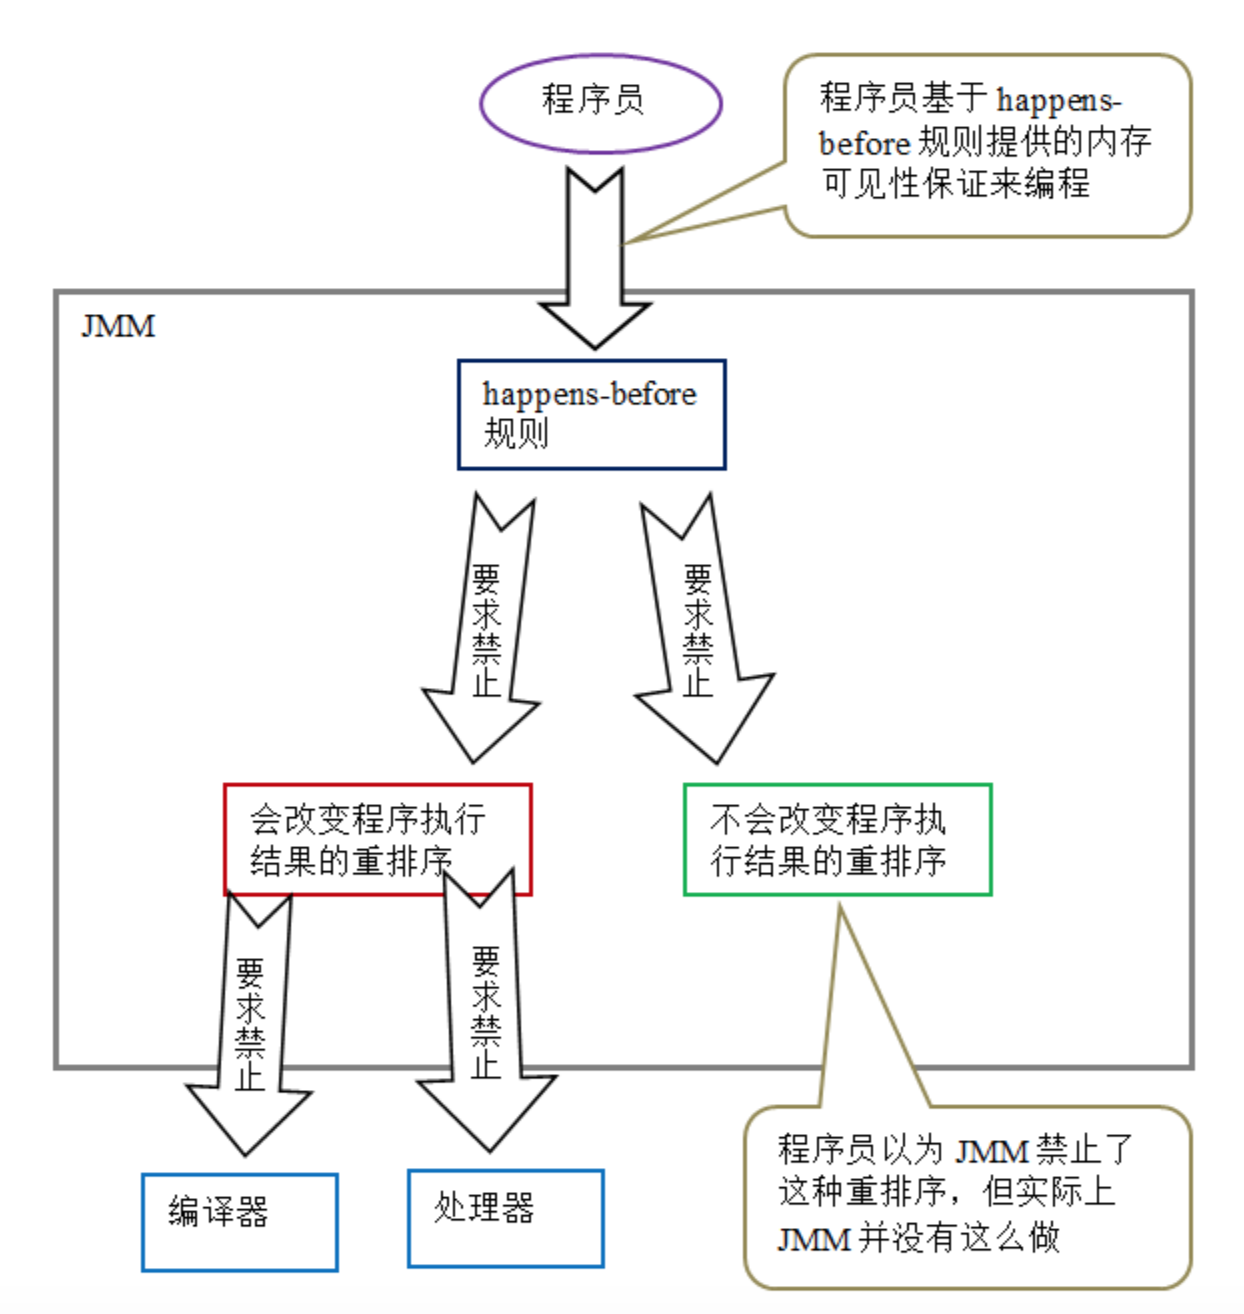 程序员
程序员基于 happens-
before 规则提供的内存
可见性保证来编程
JMM
happens-before
规则
要求禁止
要求禁止
会改变程序执行
结果的重排序
不会改变程序执
行结果的重排序
要求禁止
要求禁止
编译器
处理器
程序员以为 JMM 禁止了
这种重排序，但实际上
JMM 并没有这么做